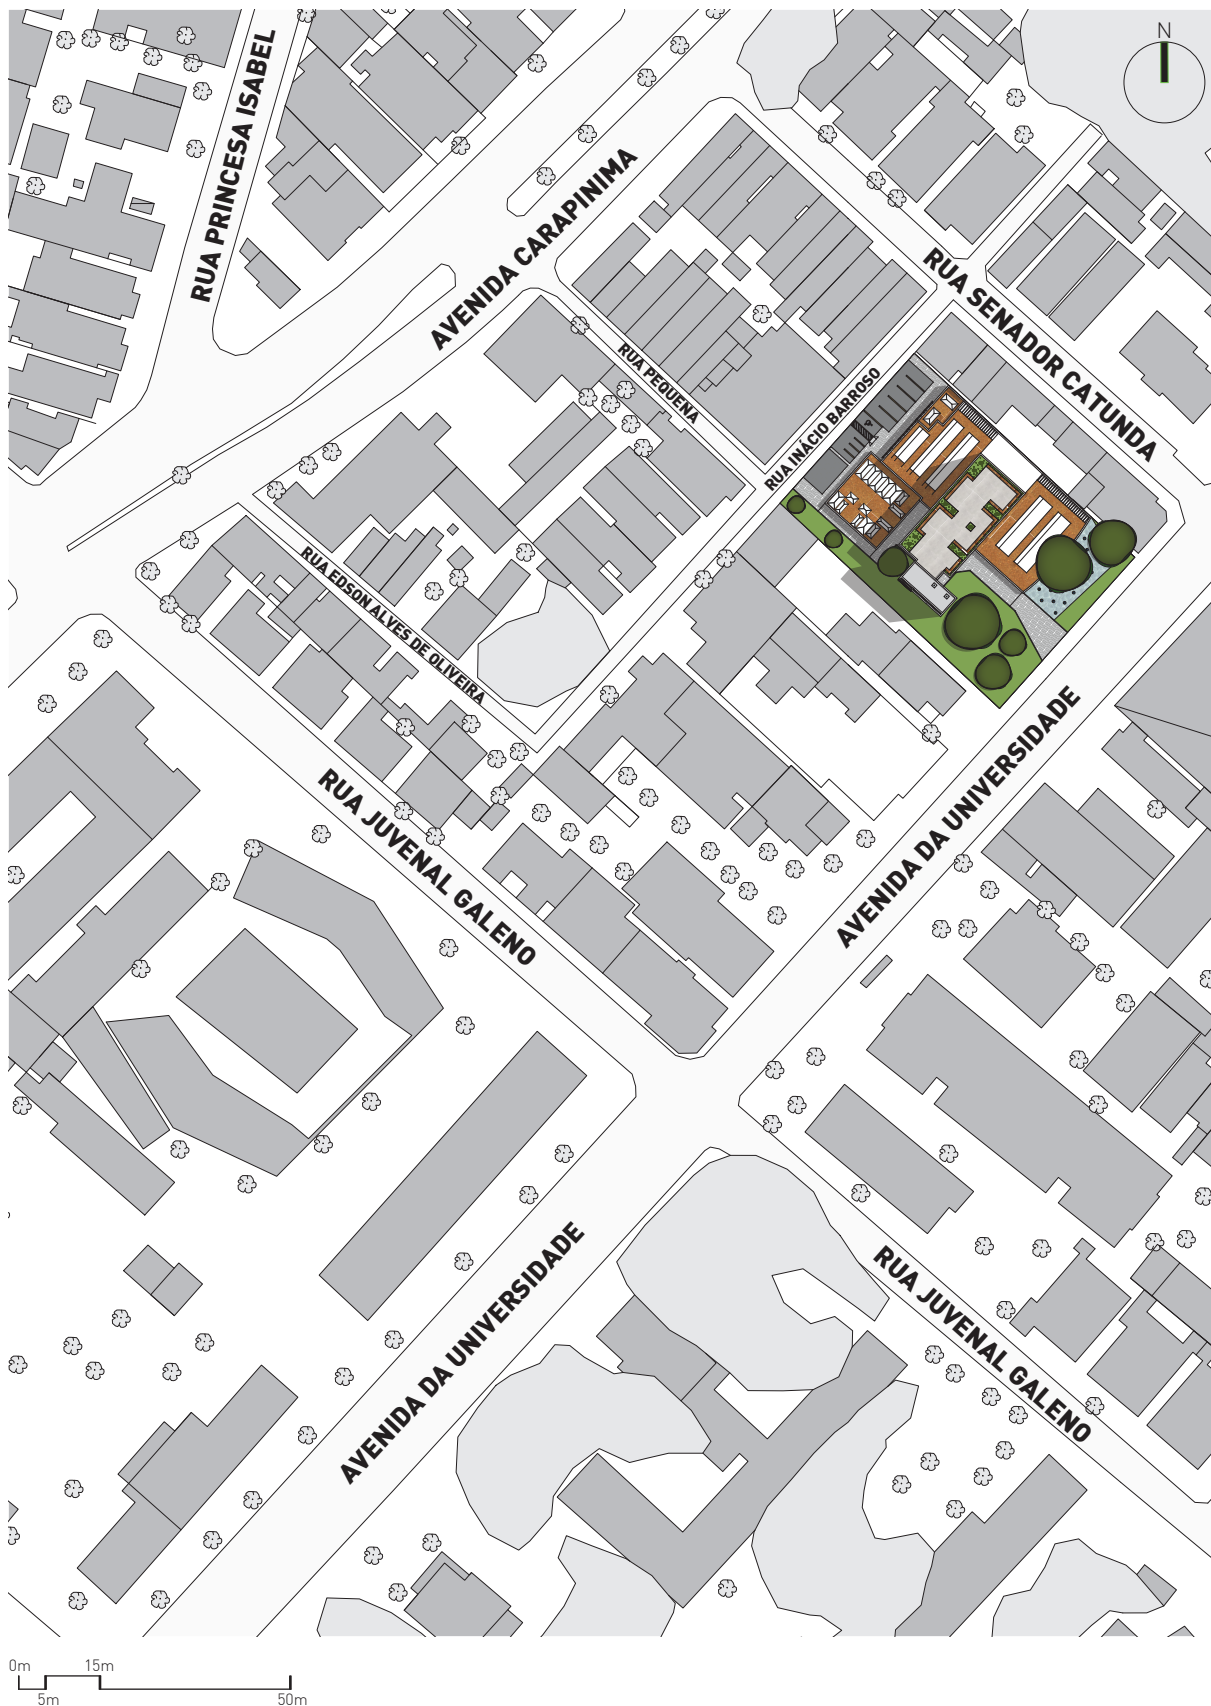 N
RUA PRINCESA ISABEL
AVENIDA CARAPINIMA
RUA SENADOR CATUNDA
RUA PEQUENA
RUA INÁCIO BARROSO
RUA EDSON ALVES DE OLIVEIRA
RUA JUVENAL GALENO
AVENIDA DA UNIVERSIDADE
AVENIDA DA UNIVERSIDADE
RUA JUVENAL GALENO
0m 15m
5m 50m